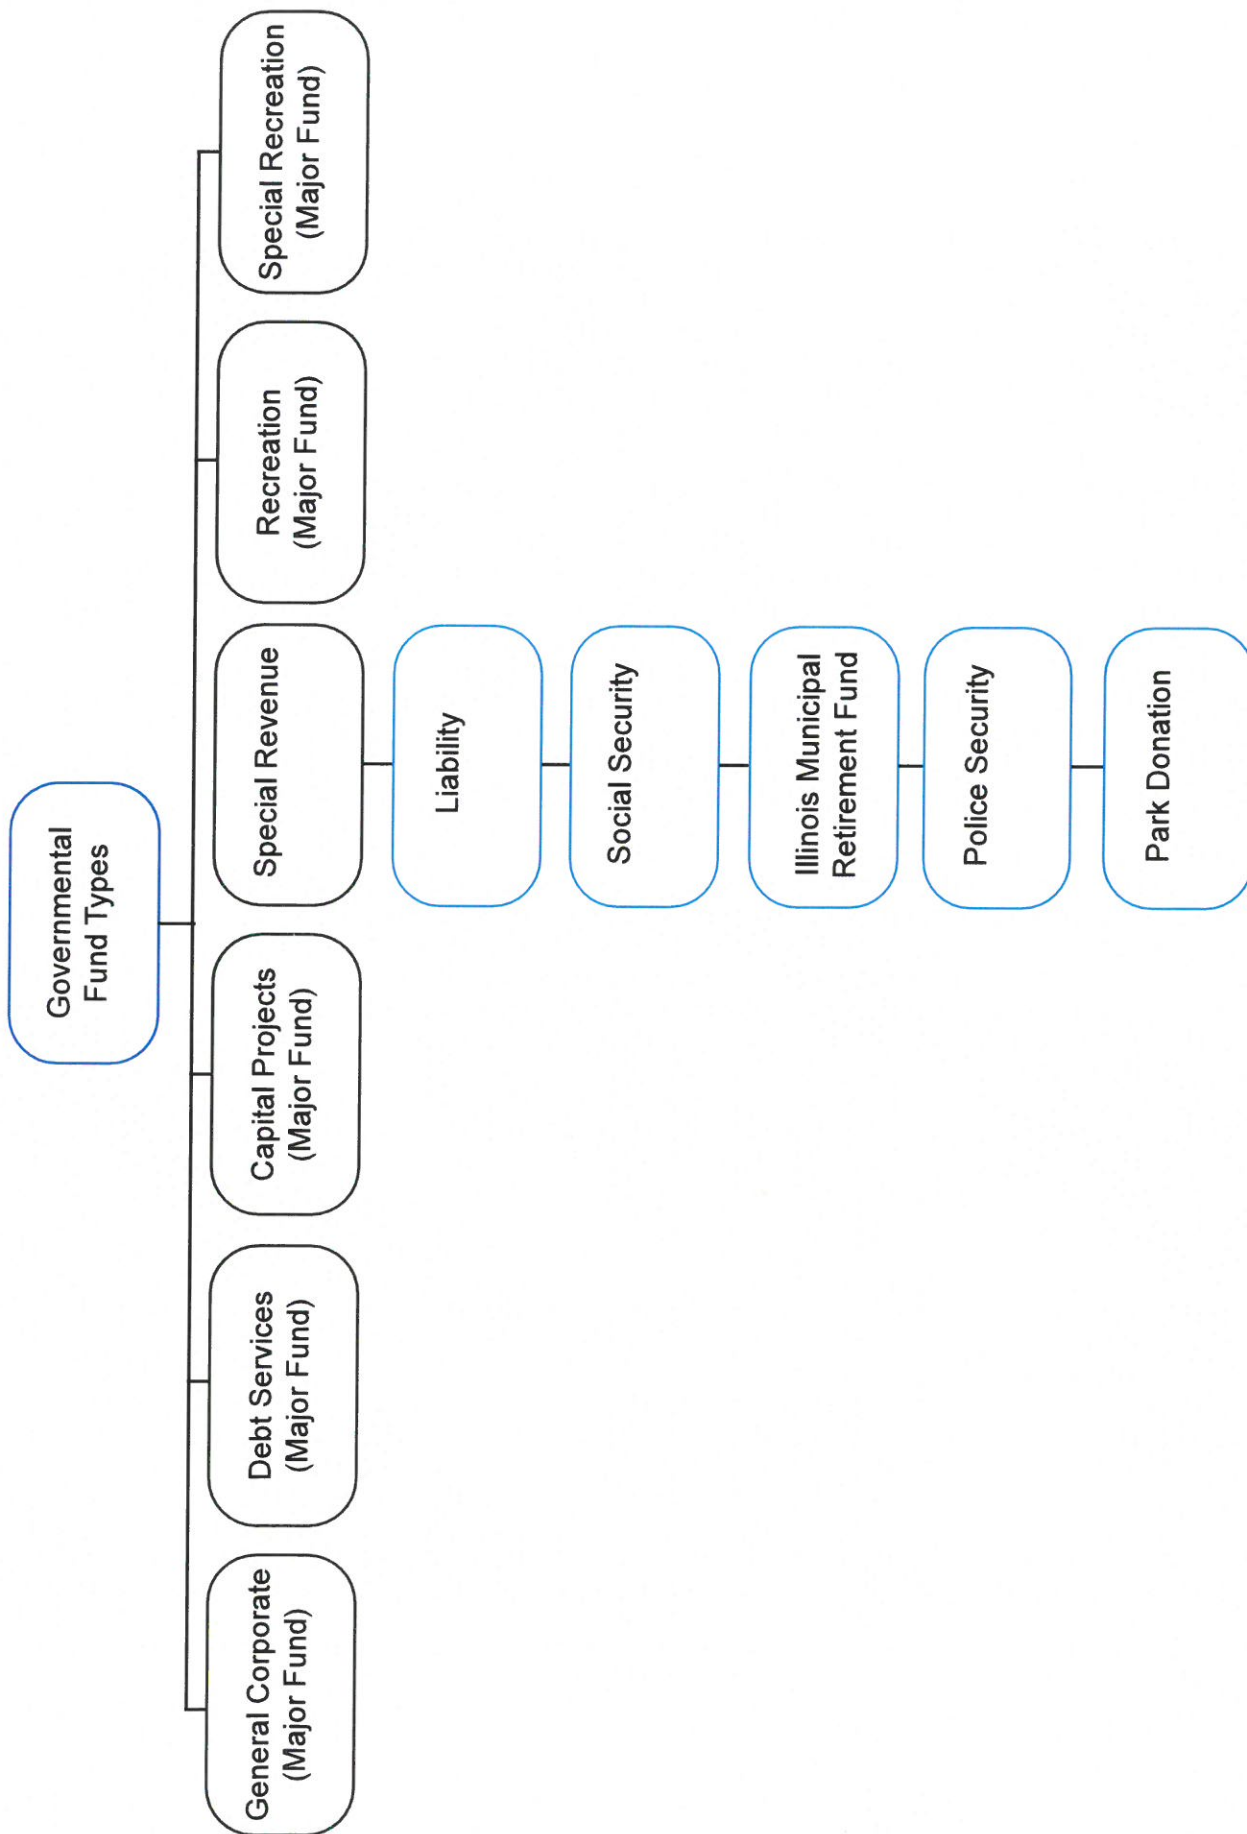 Governmental
Fund Types
General Corporate
(Major Fund)
Debt Services
(Major Fund)
Capital Projects
(Major Fund)
Special Revenue
Recreation
(Major Fund)
Special Recreation
(Major Fund)
Liability
Social Security
Illinois Municipal
Retirement Fund
Police Security
Park Donation